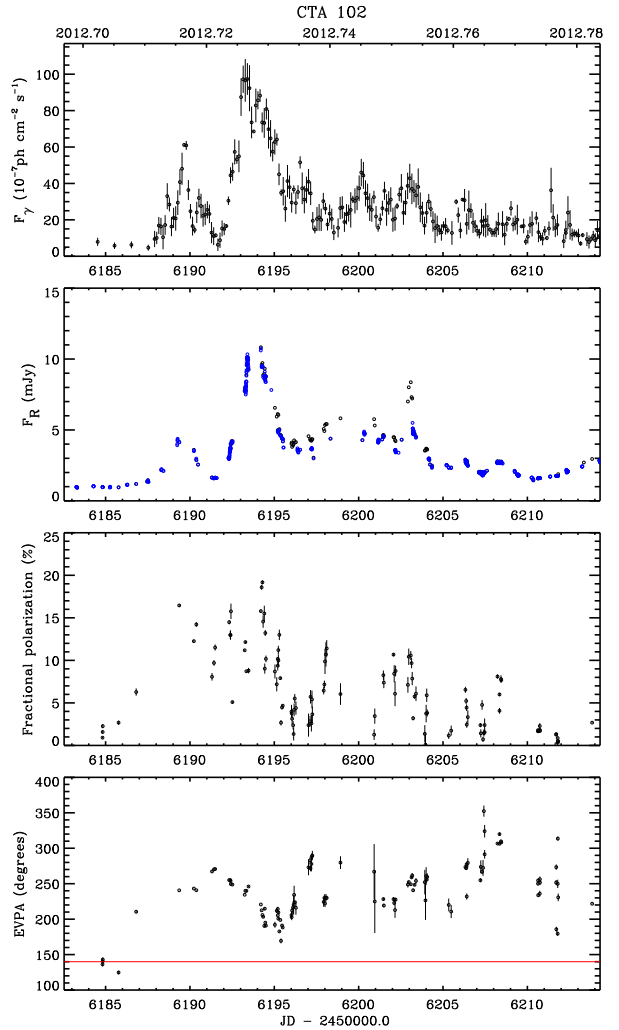 CTA 102
2012.70 2012.72 2012.74 2012.76 2012.78
100
80
60
40
20
0
Fγ (10⁻⁷ph cm⁻² s⁻¹)
6185 6190 6195 6200 6205 6210
15
10
5
0
F_R (mJy)
6185 6190 6195 6200 6205 6210
25
20
15
10
5
0
Fractional polarization (%)
6185 6190 6195 6200 6205 6210
400
350
300
250
200
150
100
EVPA (degrees)
6185 6190 6195 6200 6205 6210
JD − 2450000.0